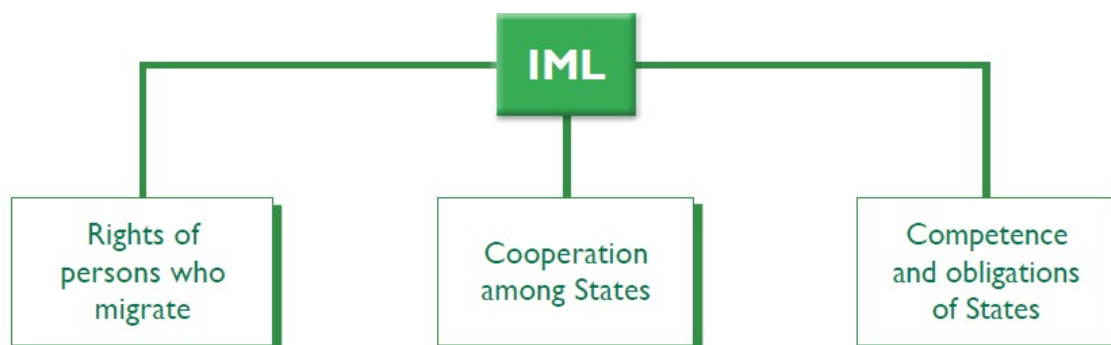 IML
Rights of
persons who
migrate
Cooperation
among States
Competence
and obligations
of States